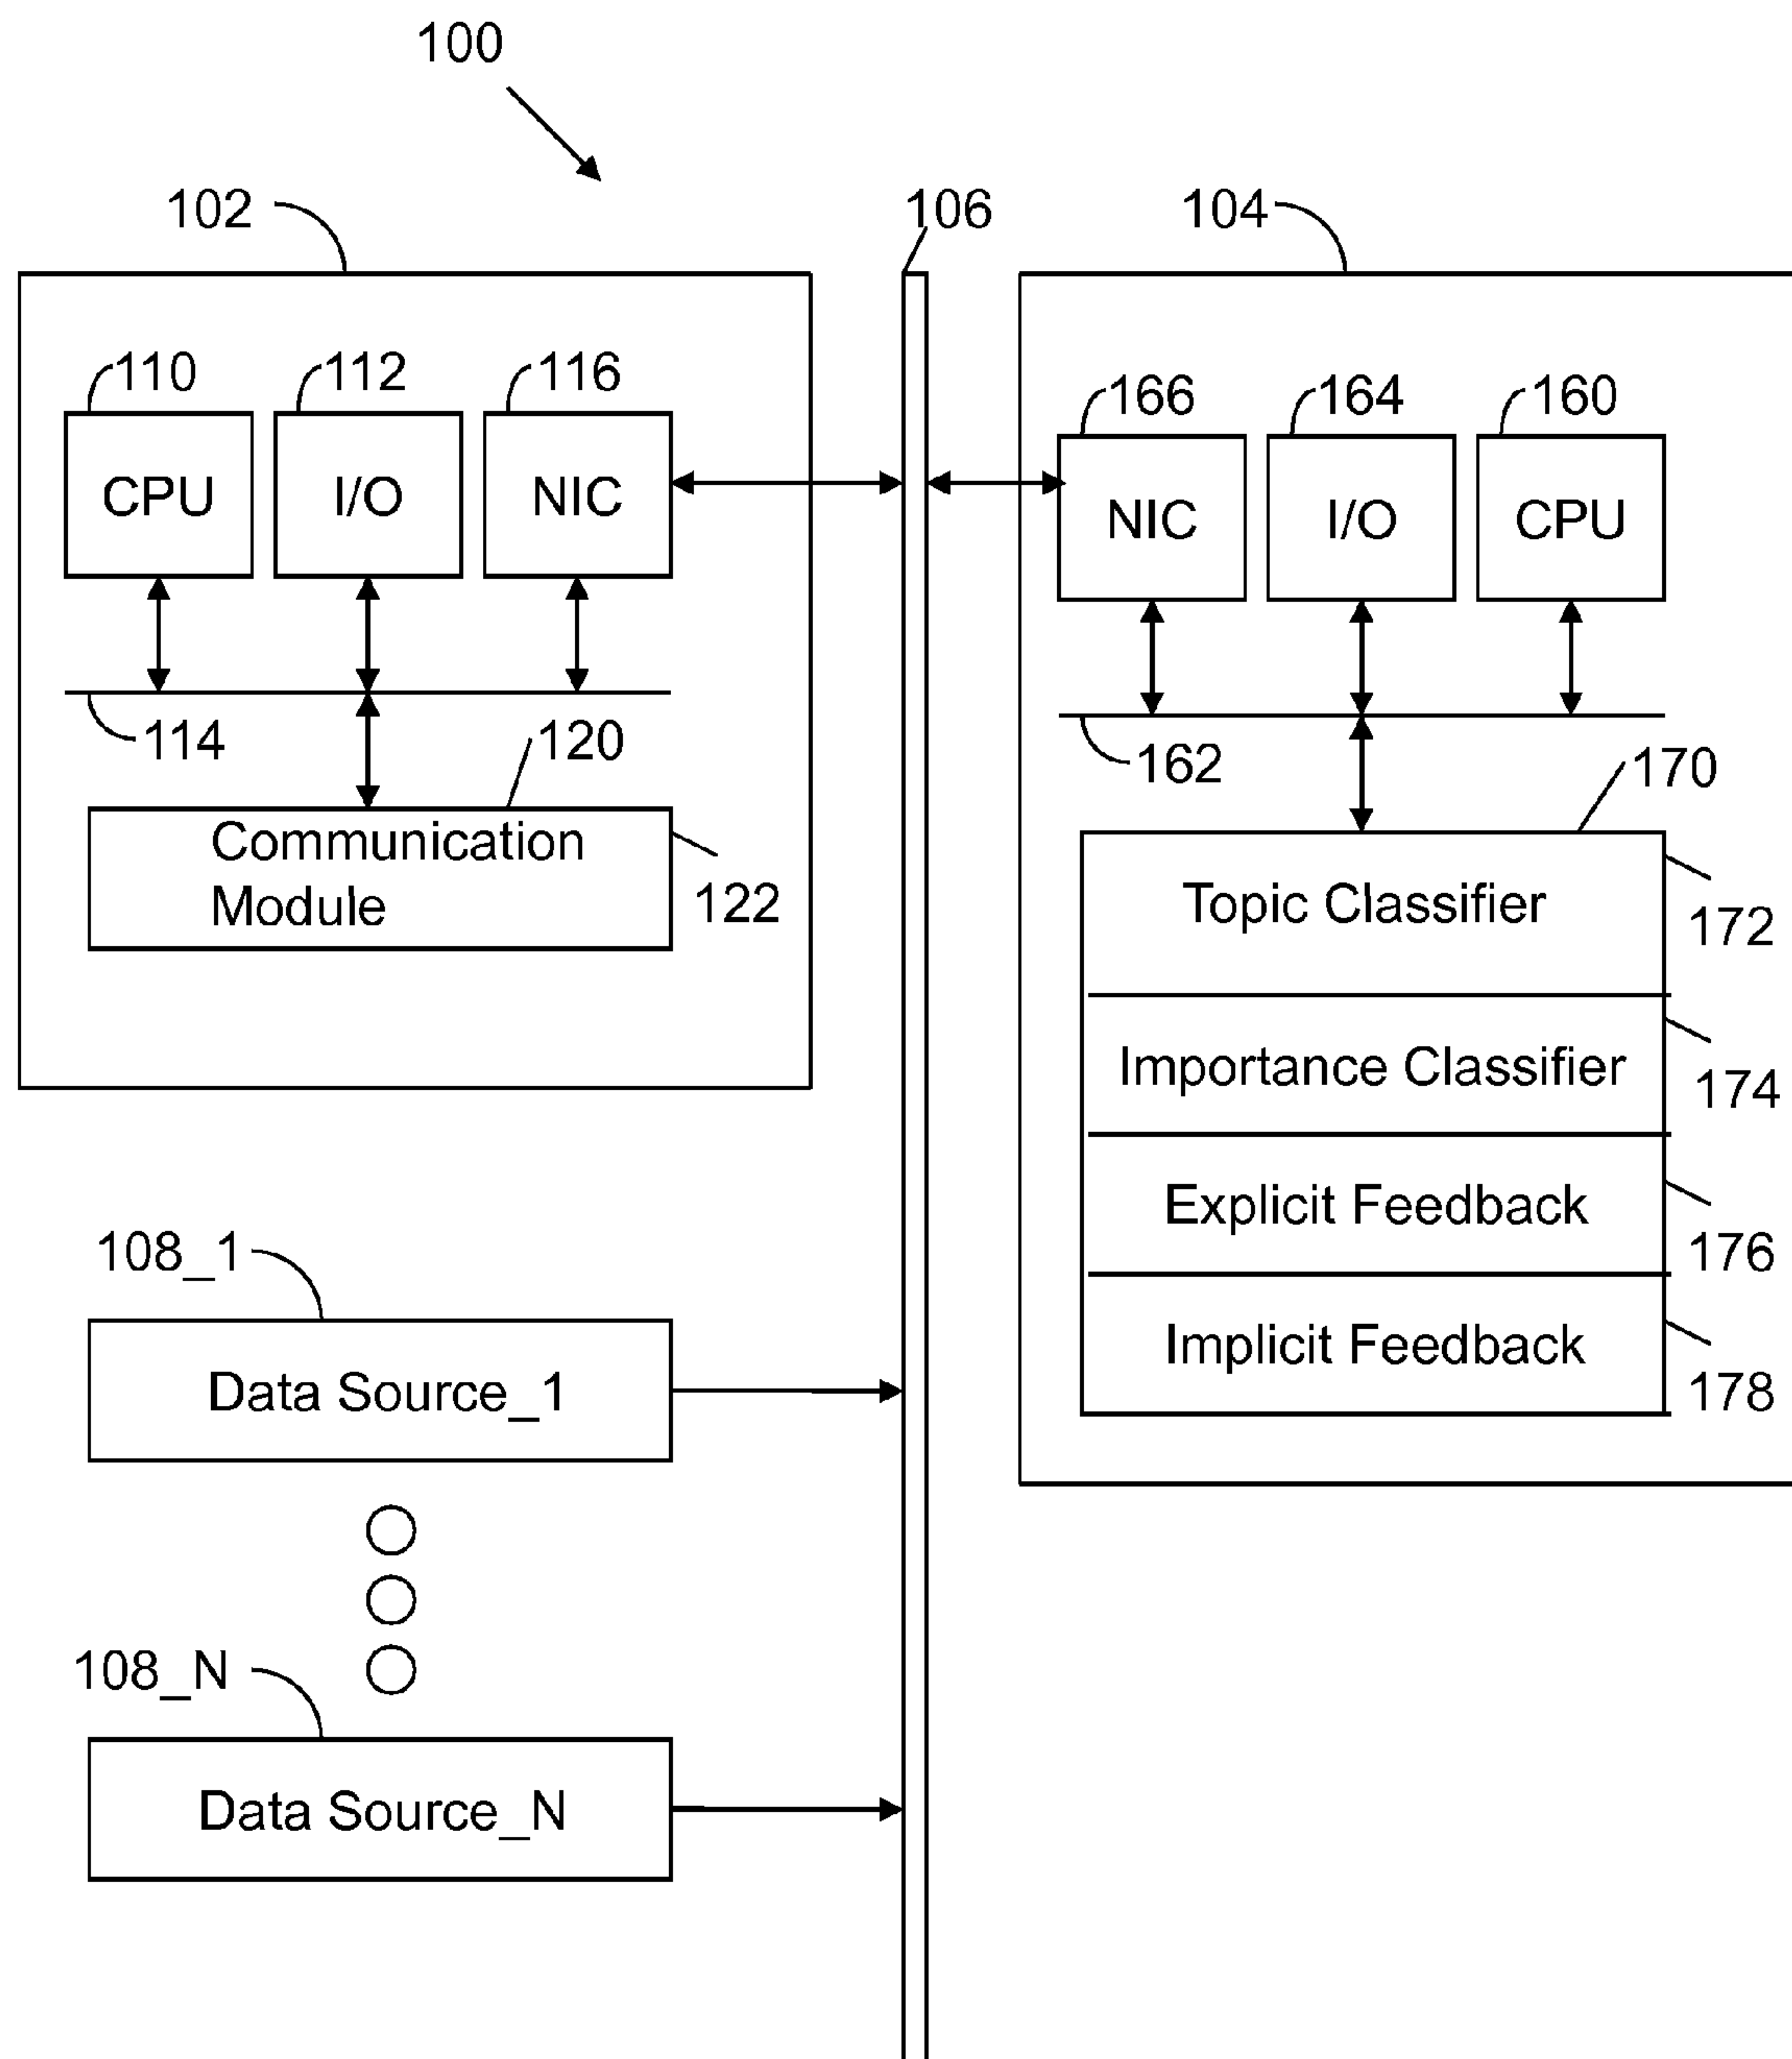 100
102
106
104
110
112
116
166
164
160
CPU
I/O
NIC
NIC
I/O
CPU
114
120
162
170
Communication
Module
122
Topic Classifier
172
Importance Classifier
174
Explicit Feedback
176
Implicit Feedback
178
108_1
Data Source_1
108_N
Data Source_N